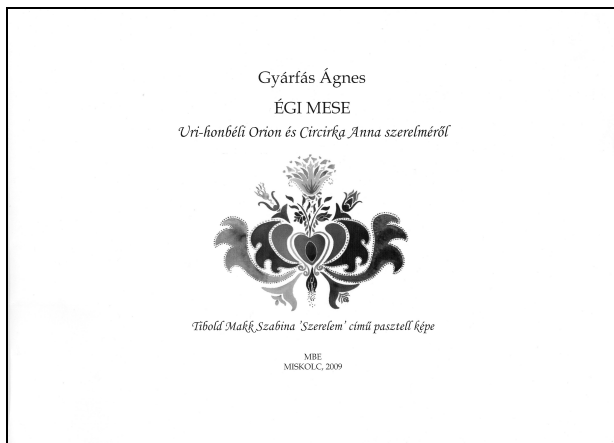 Gyárfás Ágnes
ÉGI MESE
Uri-honbéli Orion és Circirka Anna szerelméről
Tibold Makk Szabina 'Szerelem' című pasztell képe
MBE
MISKOLC, 2009